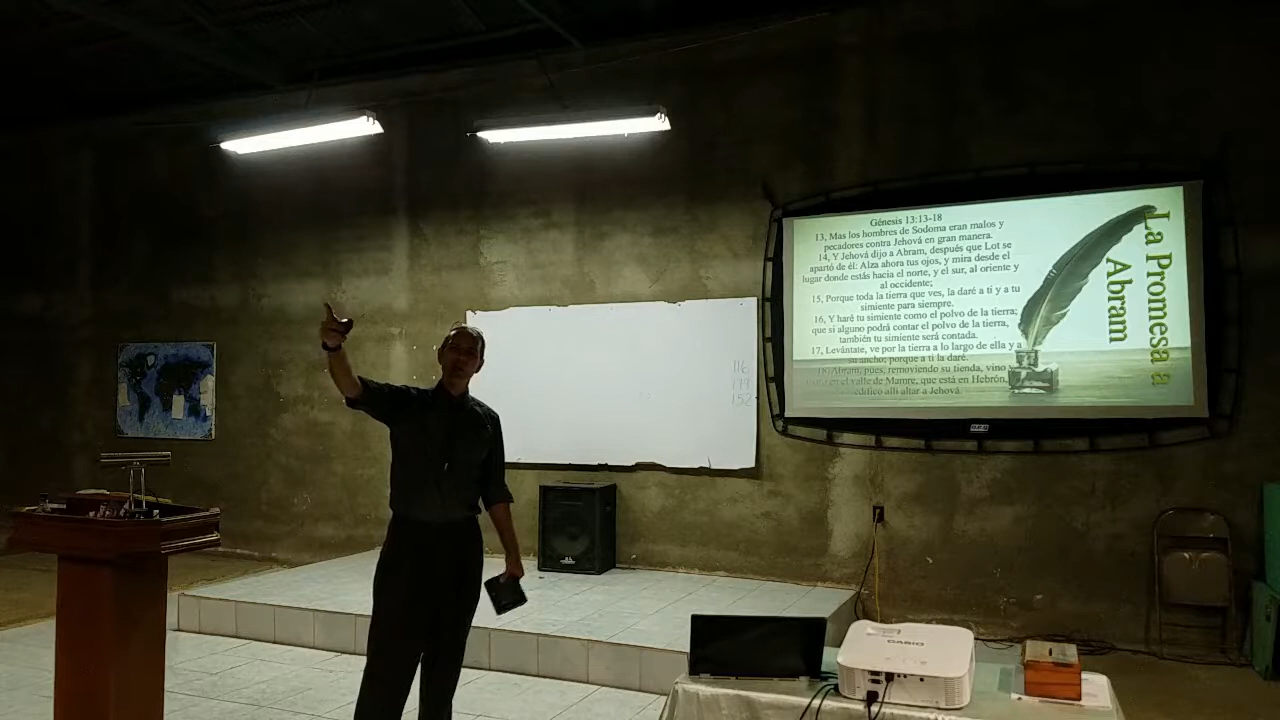 116
149
152
Génesis 13:13-18
13, Mas los hombres de Sodoma eran malos y
pecadores contra Jehová en gran manera.
14, Y Jehová dijo a Abram, después que Lot se
apartó de él: Alza ahora tus ojos, y mira desde el
lugar donde estás hacia el norte, y el sur, al oriente y
al occidente;
15, Porque toda la tierra que ves, la daré a ti y a tu
simiente para siempre.
16, Y haré tu simiente como el polvo de la tierra;
que si alguno podrá contar el polvo de la tierra,
también tu simiente será contada.
17, Levántate, ve por la tierra a lo largo de ella y a
su ancho; porque a ti la daré.
18, Abram, pues, removiendo su tienda, vino
en el valle de Mamre, que está en Hebrón,
edificó allí altar a Jehová.
La Promesa a
Abram
CASIO